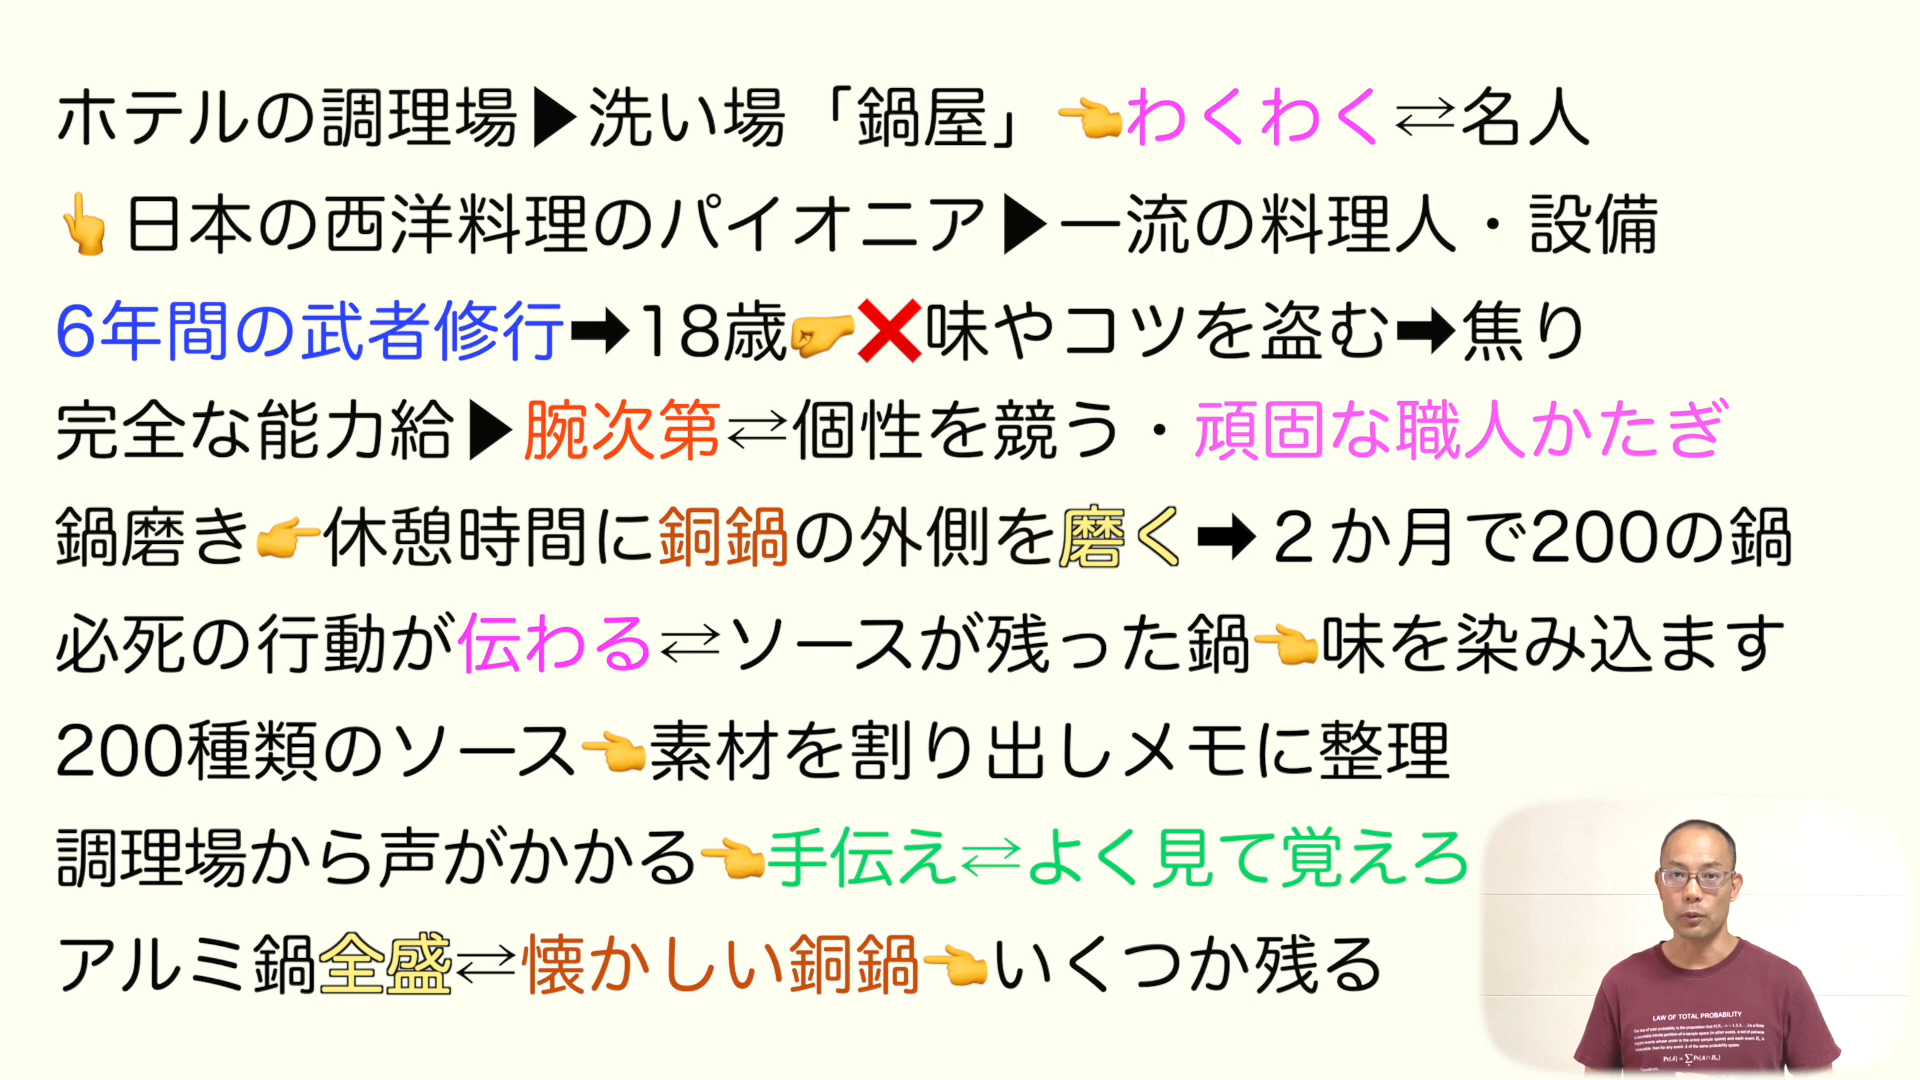 ホテルの調理場▶洗い場「鍋屋」👈わくわく⇄名人
👆日本の西洋料理のパイオニア▶一流の料理人・設備
6年間の武者修行➡18歳🤛❌味やコツを盗む➡焦り
完全な能力給▶腕次第⇄個性を競う・頑固な職人かたぎ
鍋磨き👉休憩時間に銅鍋の外側を磨く➡２か月で200の鍋
必死の行動が伝わる⇄ソースが残った鍋👈味を染み込ます
200種類のソース👈素材を割り出しメモに整理
調理場から声がかかる👈手伝え⇄よく見て覚えろ
アルミ鍋全盛⇄懐かしい銅鍋👈いくつか残る
LAW OF TOTAL PROBABILITY